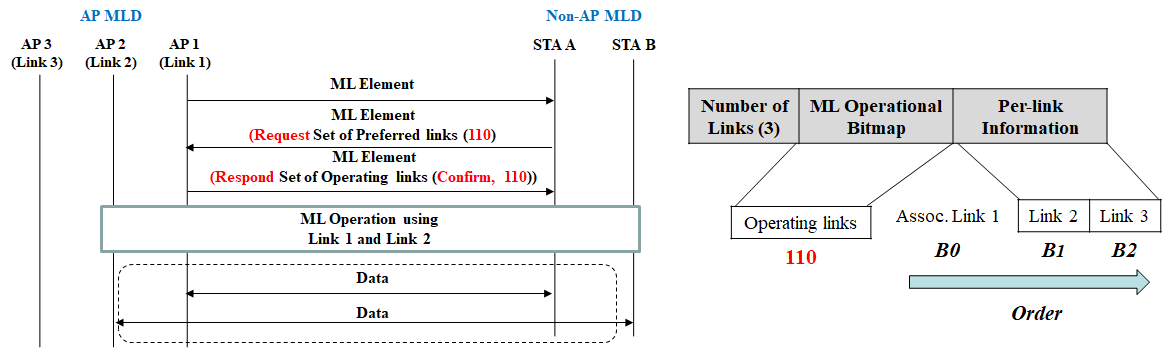 AP MLD
Non-AP MLD
AP 3
(Link 3)
AP 2
(Link 2)
AP 1
(Link 1)
STA A
STA B
ML Element
ML Element
(Request Set of Preferred links (110)
ML Element
(Respond Set of Operating links (Confirm, 110))
ML Operation using
Link 1 and Link 2
Data
Data
Number of
Links (3)
ML Operational
Bitmap
Per-link
Information
Operating links
110
Assoc. Link 1
Link 2
Link 3
B0
B1
B2
Order